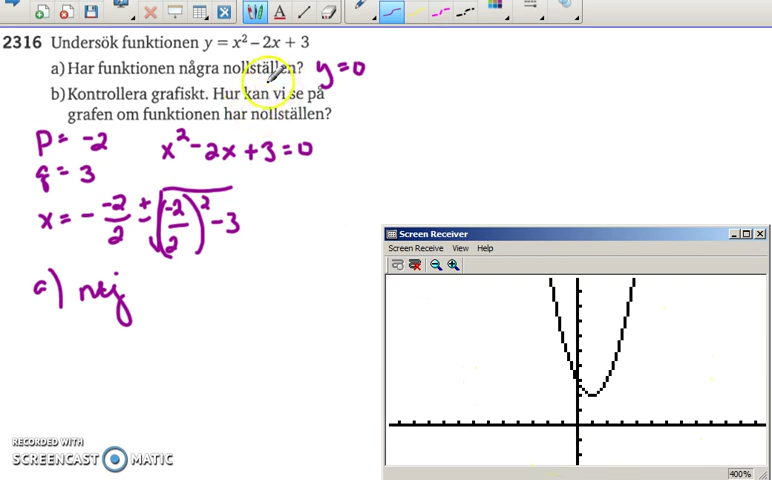 2316 Undersök funktionen y = x² – 2x + 3
a) Har funktionen några nollställen? y = 0
b) Kontrollera grafiskt. Hur kan vi se på
grafen om funktionen har nollställen?
p = -2
x² - 2x + 3 = 0
q = 3
x = - -2/2 ± √(-2/2)² - 3
a) nej
Screen Receiver
Screen Receive View Help
400%
RECORDED WITH
SCREENCAST MATIC